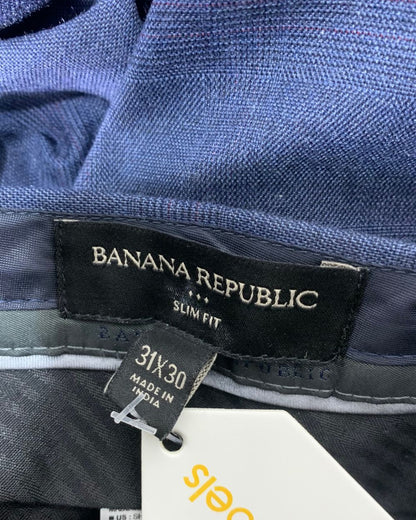 BANANA REPUBLIC
SLIM FIT
31X30
MADE IN
INDIA